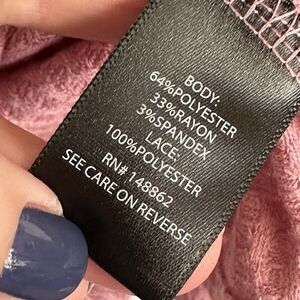 BODY:
64%POLYESTER
33%RAYON
3%SPANDEX
LACE:
100%POLYESTER
RN# 148862
SEE CARE ON REVERSE